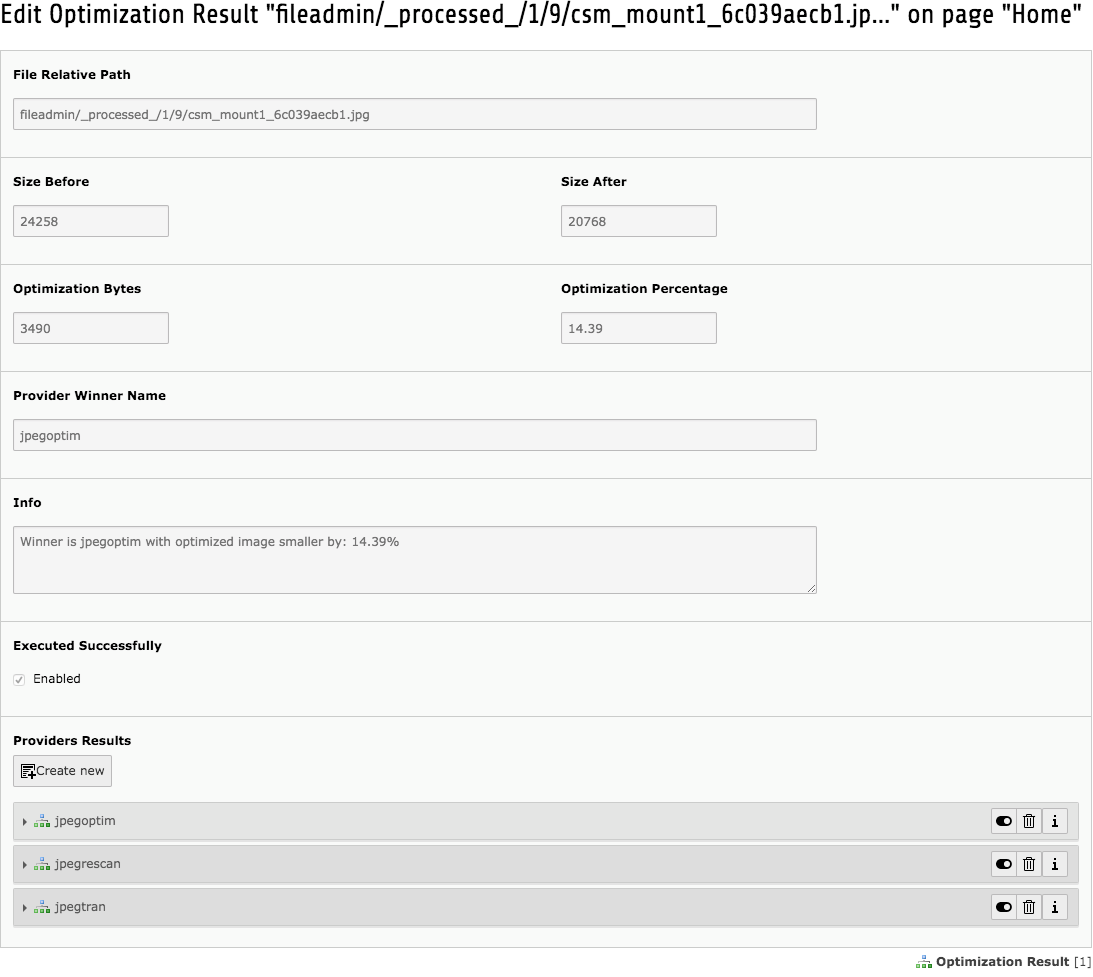 Edit Optimization Result "fileadmin/_processed_/1/9/csm_mount1_6c039aecb1.jp..." on page "Home"
File Relative Path
fileadmin/_processed_/1/9/csm_mount1_6c039aecb1.jpg
Size Before
Size After
24258
20768
Optimization Bytes
Optimization Percentage
3490
14.39
Provider Winner Name
jpegoptim
Info
Winner is jpegoptim with optimized image smaller by: 14.39%
Executed Successfully
Enabled
Providers Results
Create new
jpegoptim
jpegrescan
jpegtran
Optimization Result [1]